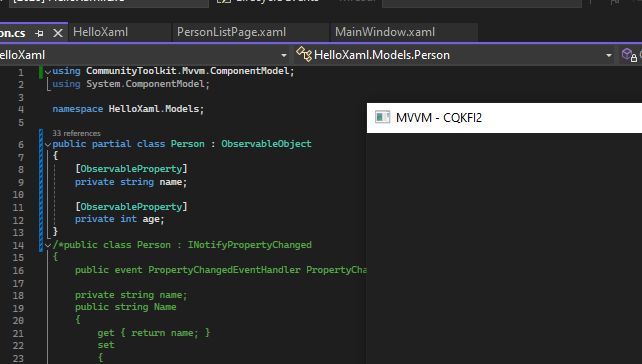 on.cs
HelloXaml
PersonListPage.xaml
MainWindow.xaml
elloXaml
HelloXaml.Models.Person
1 using CommunityToolkit.Mvvm.ComponentModel;
2 using System.ComponentModel;
3
4 namespace HelloXaml.Models;
5
33 references
6 public partial class Person : ObservableObject
7 {
8 [ObservableProperty]
9 private string name;
10
11 [ObservableProperty]
12 private int age;
13 }
14 /*public class Person : INotifyPropertyChanged
15 {
16 public event PropertyChangedEventHandler PropertyCha
17
18 private string name;
19 public string Name
20 {
21 get { return name; }
22 set
23 {
MVVM - CQKFI2